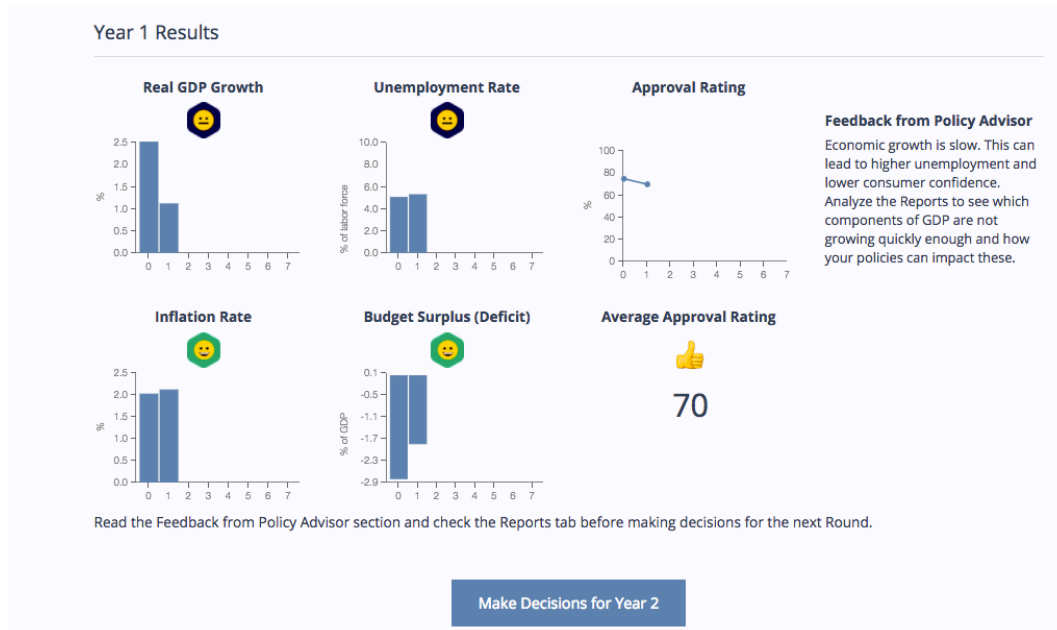 Year 1 Results
Real GDP Growth
2.5
2.0
1.5
1.0
0.5
0.0
%
0 1 2 3 4 5 6 7
Unemployment Rate
10.0
8.0
6.0
4.0
2.0
0.0
% of labor force
0 1 2 3 4 5 6 7
Approval Rating
100
80
60
40
20
0
%
0 1 2 3 4 5 6 7
Feedback from Policy Advisor
Economic growth is slow. This can
lead to higher unemployment and
lower consumer confidence.
Analyze the Reports to see which
components of GDP are not
growing quickly enough and how
your policies can impact these.
Inflation Rate
2.5
2.0
1.5
1.0
0.5
0.0
%
0 1 2 3 4 5 6 7
Budget Surplus (Deficit)
0.1
-0.5
-1.1
-1.7
-2.3
-2.9
% of GDP
0 1 2 3 4 5 6 7
Average Approval Rating
70
Read the Feedback from Policy Advisor section and check the Reports tab before making decisions for the next Round.
Make Decisions for Year 2